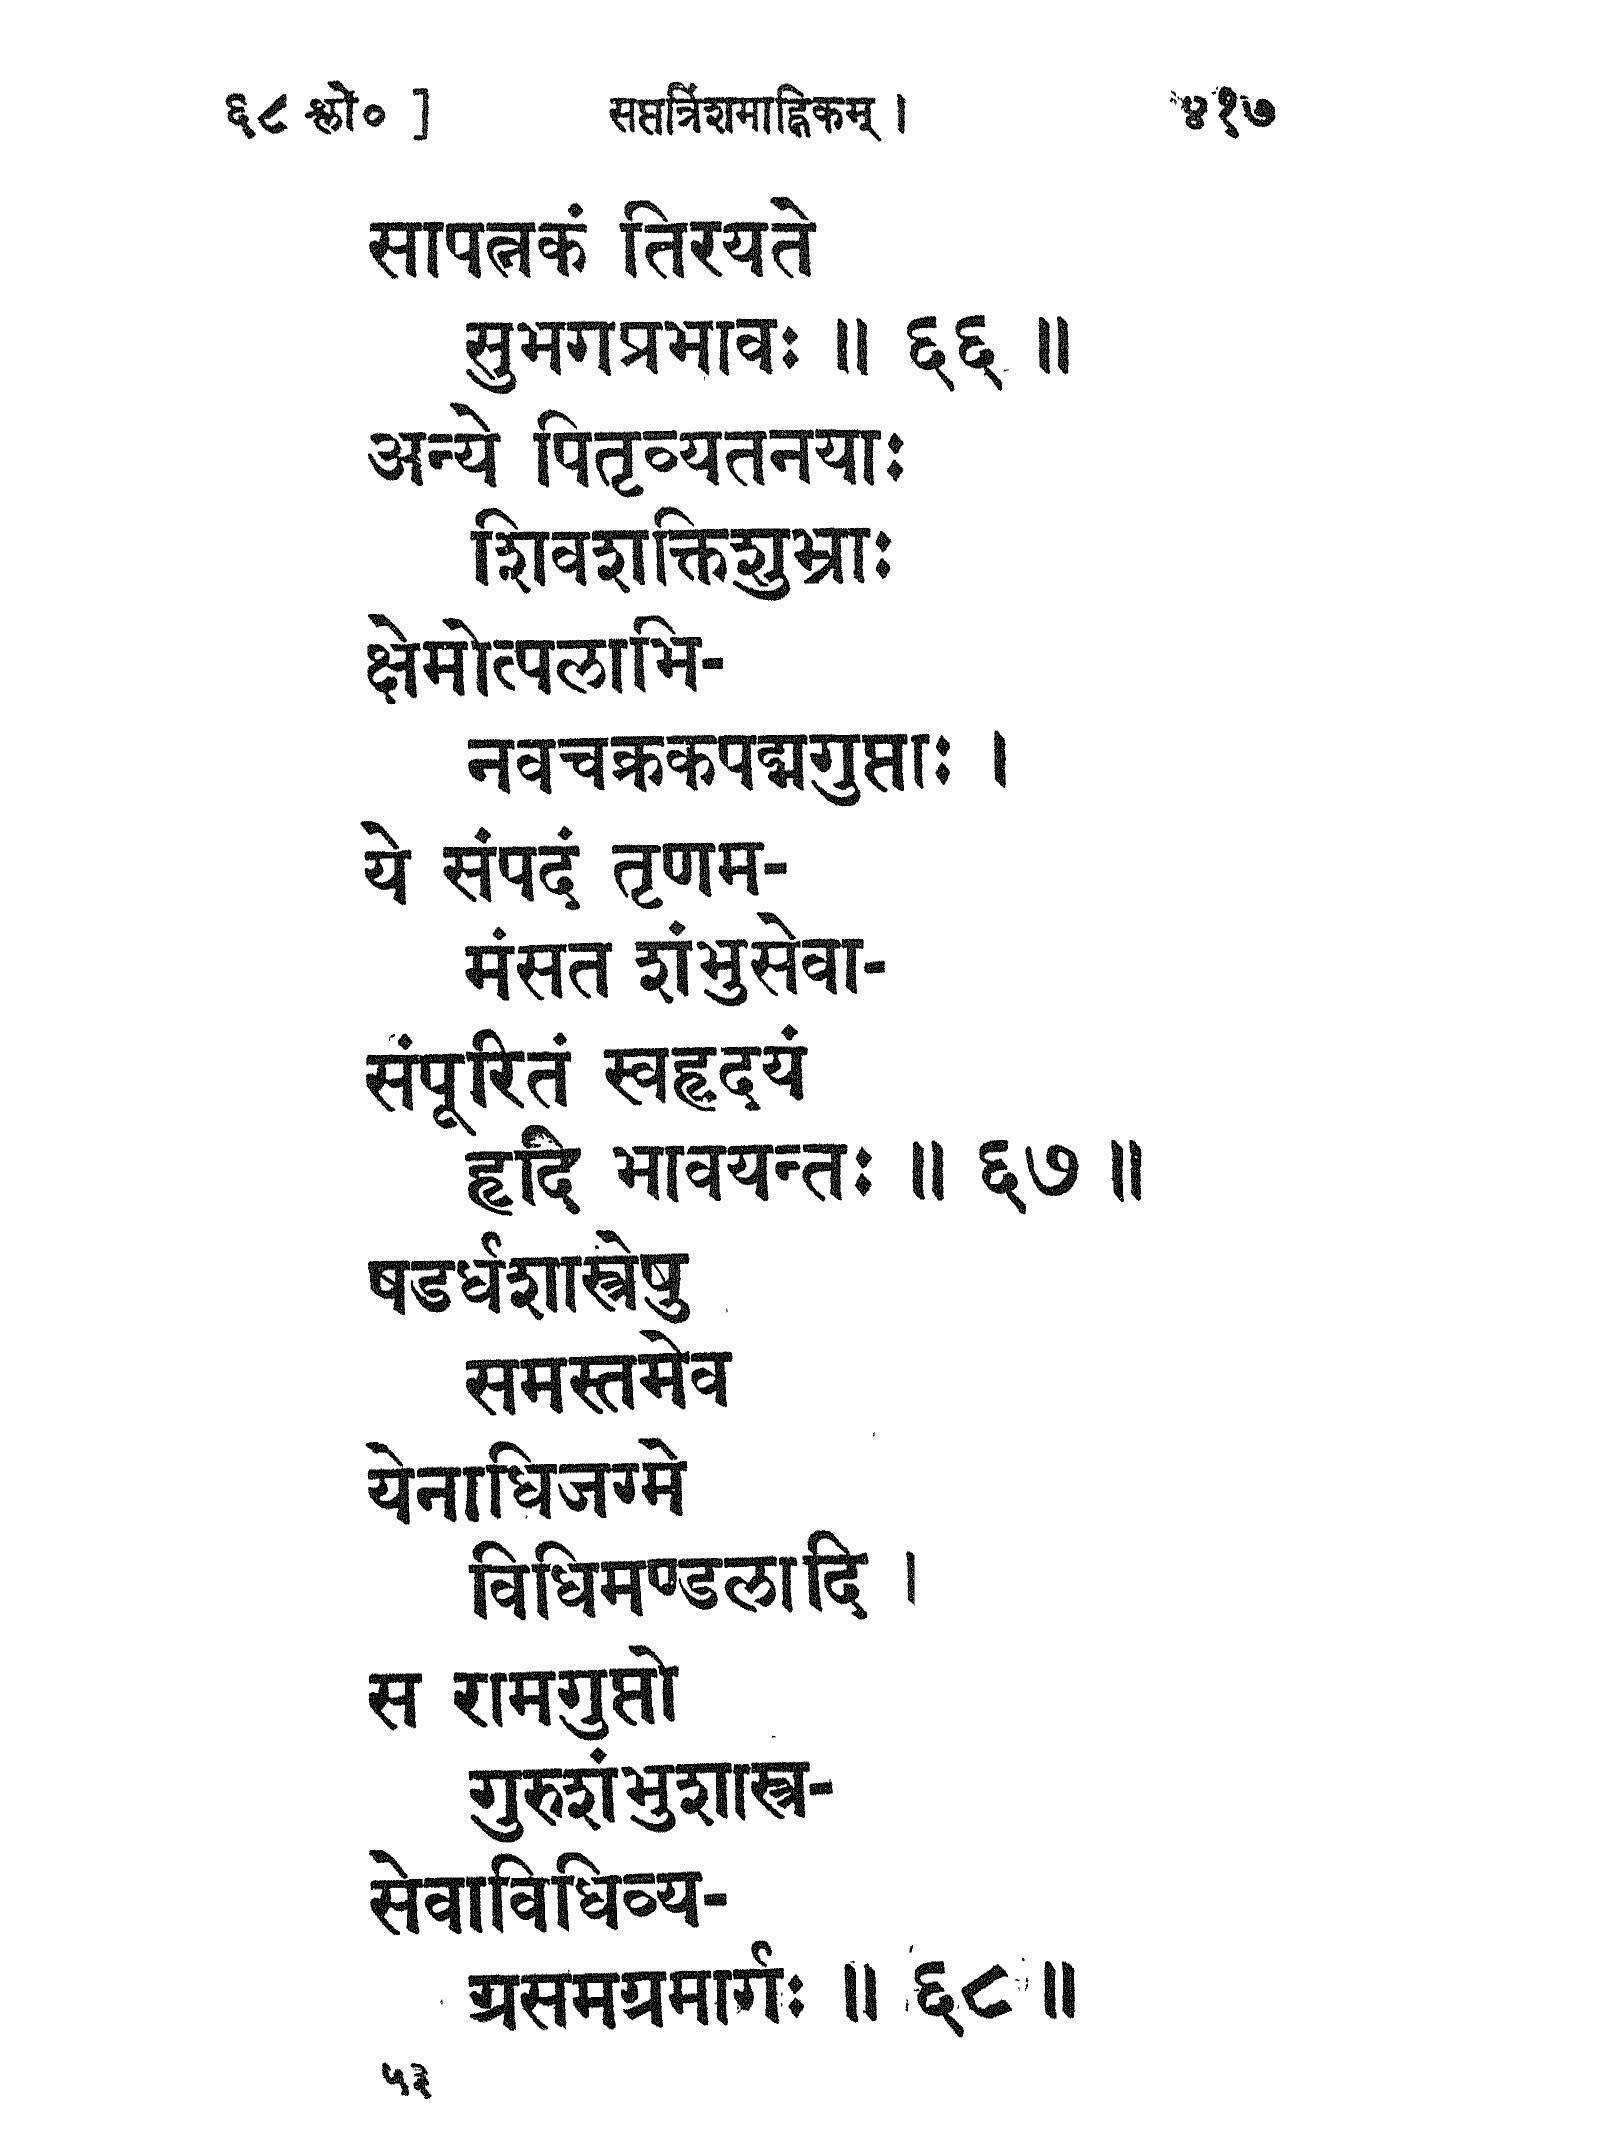 ६८ श्लो० ] सप्तत्रिंशमाह्निकम् । ४१७
सापत्नकं तिरयते
सुभगप्रभावः ॥ ६६ ॥
अन्ये पितृव्यतनयाः
शिवशक्तिशुभ्राः
क्षेमोत्पलाभि-
नवचक्रकपद्मगुप्ताः ।
ये संपदं तृणम-
मंसत शंभुसेवा-
संपूरितं स्वहृदयं
हृदि भावयन्तः ॥ ६७ ॥
षडर्धशास्त्रेषु
समस्तमेव
येनाधिजग्मे
विधिमण्डलादि ।
स रामगुप्तो
गुरुशंभुशास्त्र-
सेवाविधिव्य-
ग्रसमग्रमार्गः ॥ ६८ ॥
५३